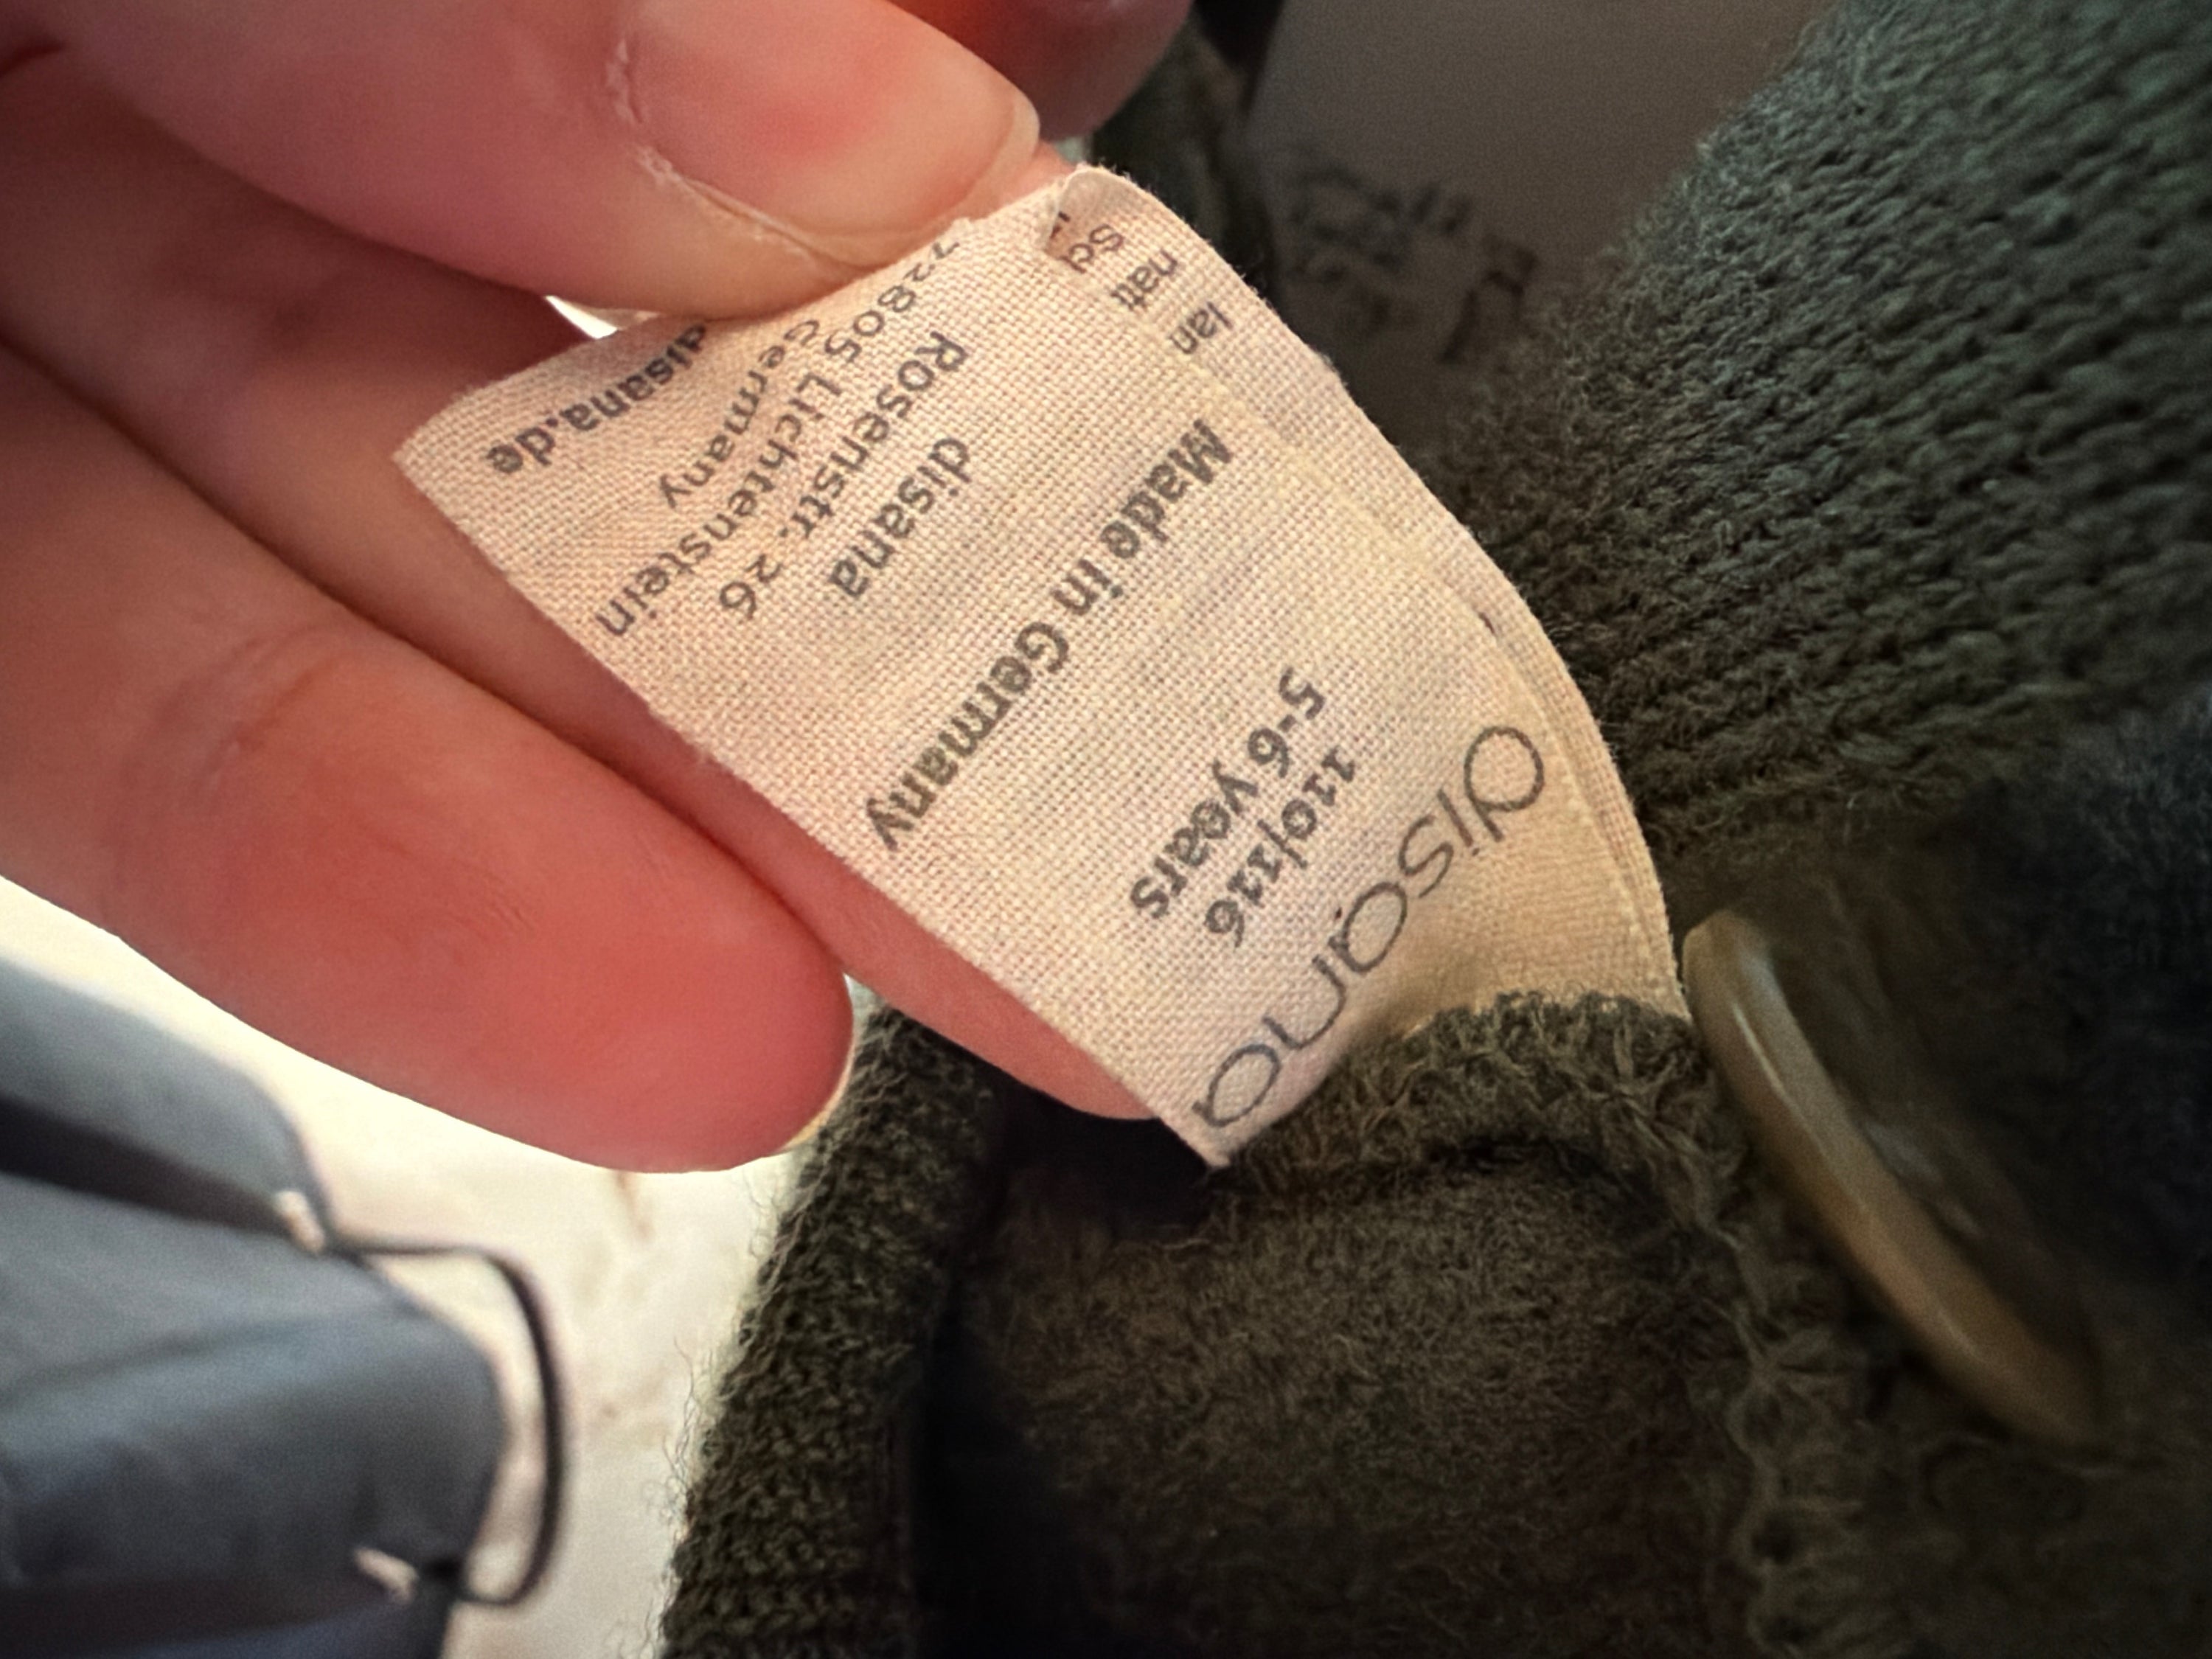 disana
110/116
5-6 years
Made in Germany
disana
Rosenstr. 26
72805 Lichtenstein
Germany
disana.de